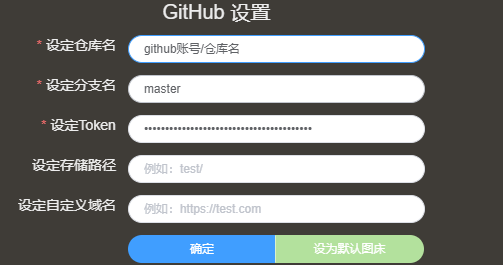 GitHub 设置
* 设定仓库名 github账号/仓库名
* 设定分支名 master
* 设定Token ••••••••••••••••••••••••••••••••••••••••
设定存储路径 例如：test/
设定自定义域名 例如：https://test.com
确定 设为默认图床